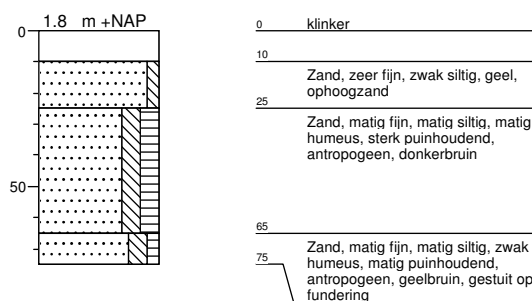 1.8 m +NAP
0
50
0 klinker
10
Zand, zeer fijn, zwak siltig, geel,
ophoogzand
25
Zand, matig fijn, matig siltig, matig
humeus, sterk puinhoudend,
antropogeen, donkerbruin
65
Zand, matig fijn, matig siltig, zwak
humeus, matig puinhoudend,
75
antropogeen, geelbruin, gestuit op
fundering